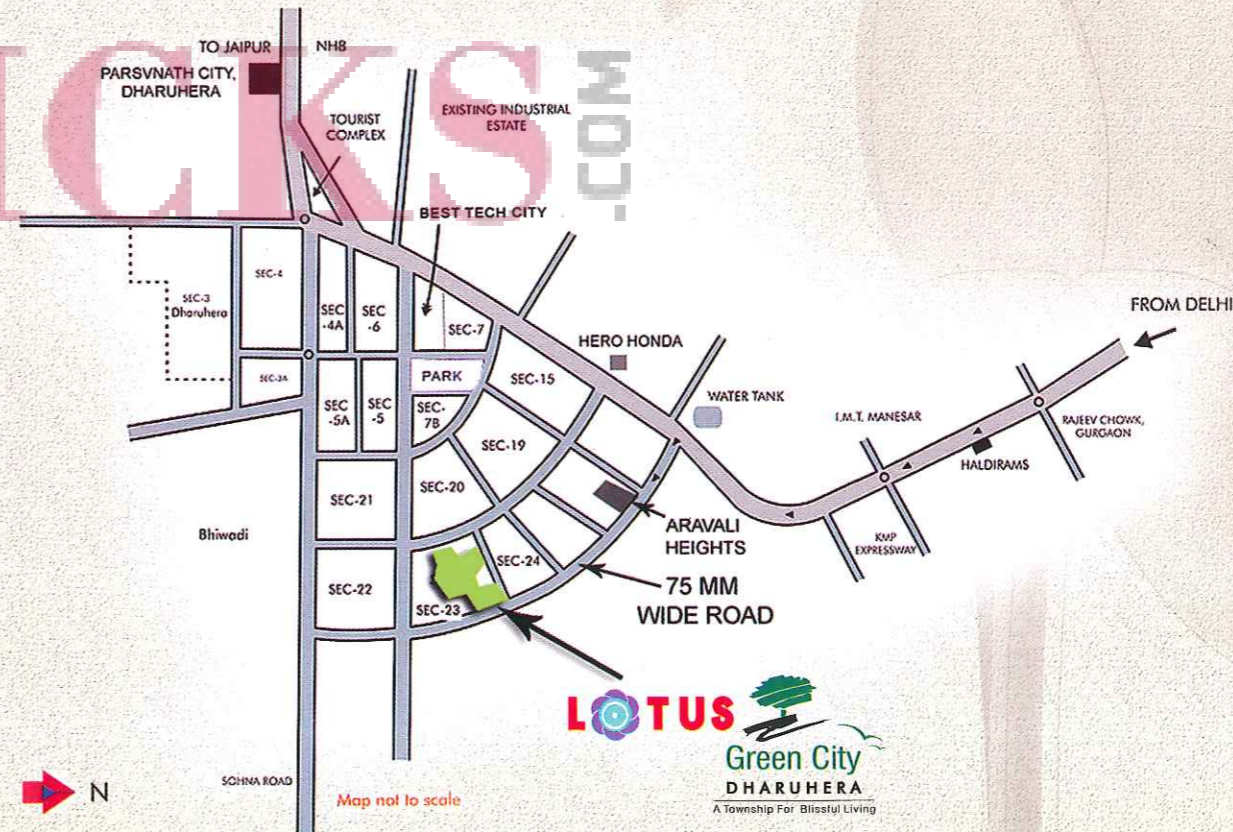 TO JAIPUR
NH8
PARSVNATH CITY,
DHARUHERA
ICKS
.COM
TOURIST
COMPLEX
EXISTING INDUSTRIAL
ESTATE
BEST TECH CITY
SEC-4
SEC-3
Dharuhera
SEC
-4A
SEC
-6
SEC-7
HERO HONDA
FROM DELHI
SEC-3A
PARK
SEC-15
WATER TANK
I.M.T. MANESAR
RAJEEV CHOWK,
GURGAON
HALDIRAMS
SEC
-5A
SEC
-5
SEC-
7B
SEC-19
SEC-21
SEC-20
ARAVALI
HEIGHTS
KMP
EXPRESSWAY
Bhiwadi
SEC-22
SEC-24
SEC-23
75 MM
WIDE ROAD
LOTUS
Green City
DHARUHERA
A Township For Blissful Living
SOHNA ROAD
N
Map not to scale